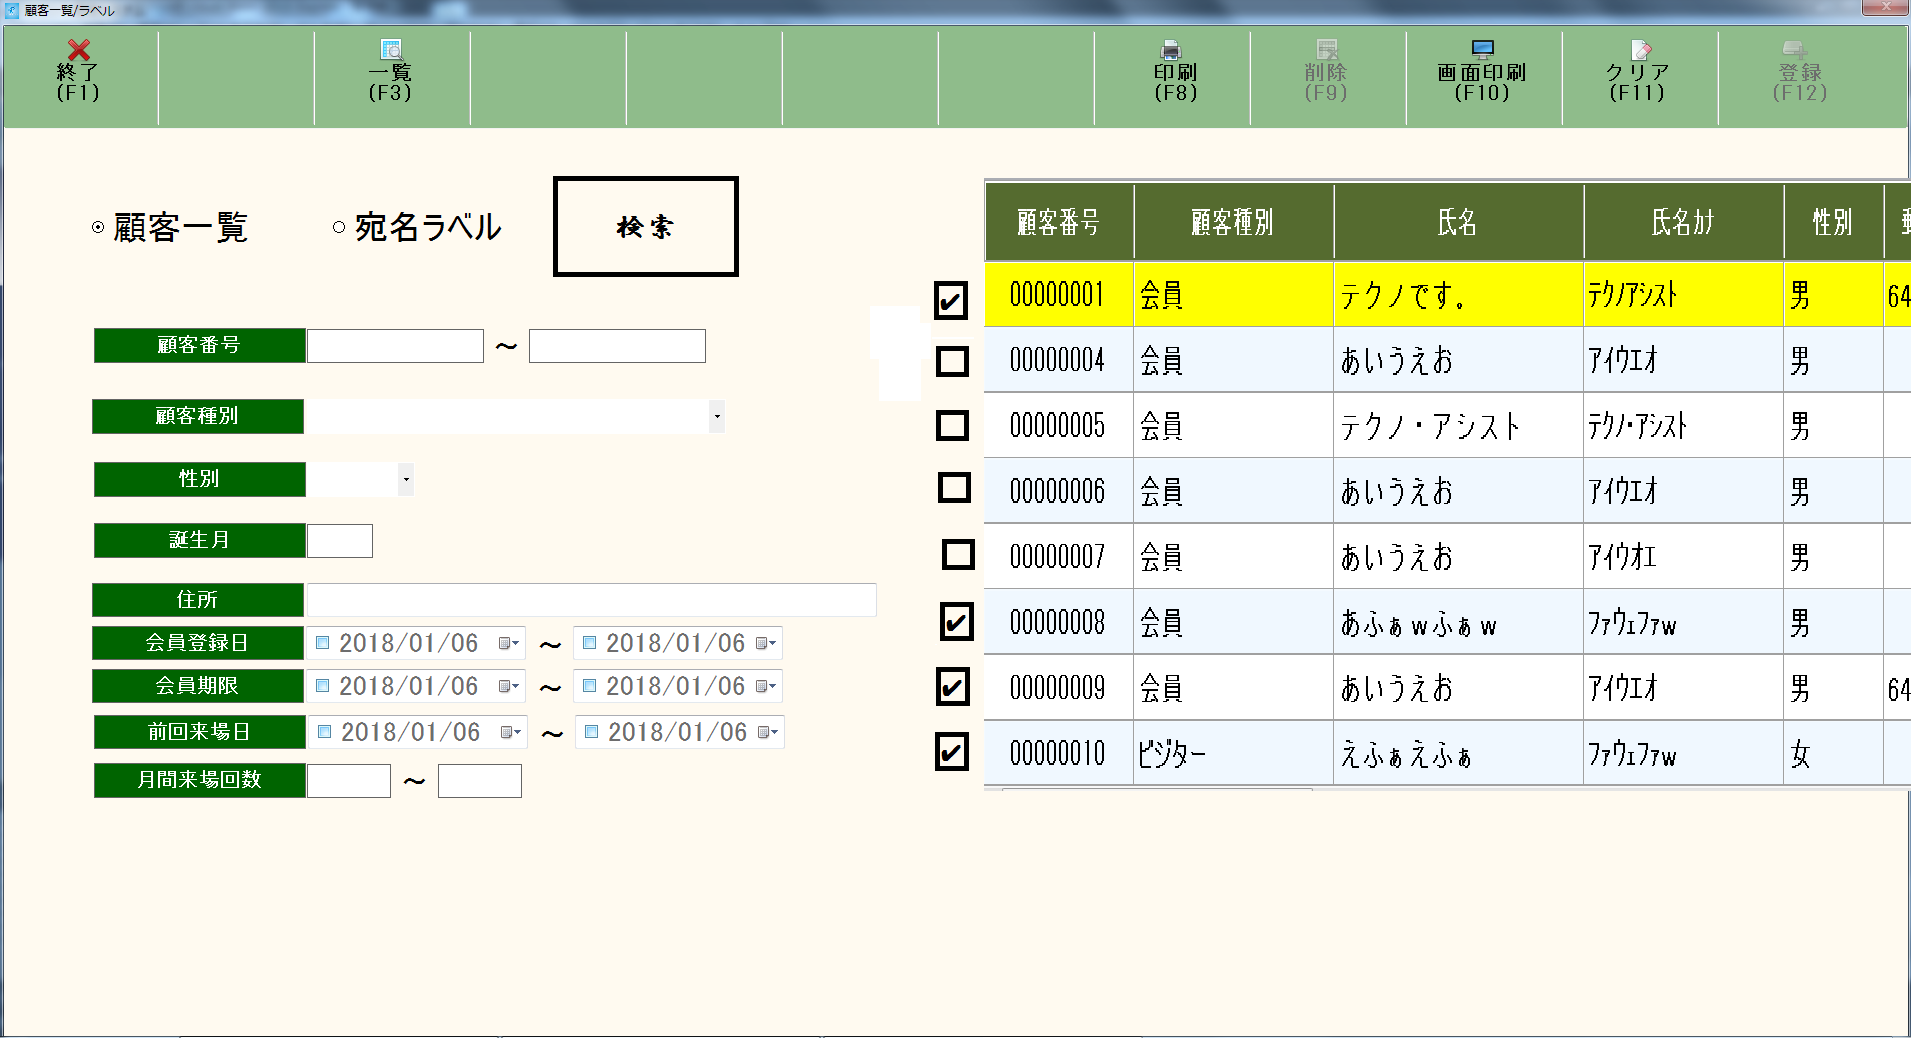 顧客一覧/ラベル
終了
(F1)
一覧
(F3)
印刷
(F8)
削除
(F9)
画面印刷
(F10)
クリア
(F11)
登録
(F12)
顧客一覧 宛名ラベル 検索
顧客番号 ～
顧客種別
性別
誕生月
住所
会員登録日 2018/01/06 ～ 2018/01/06
会員期限 2018/01/06 ～ 2018/01/06
前回来場日 2018/01/06 ～ 2018/01/06
月間来場回数 ～
顧客番号 顧客種別 氏名 氏名ｶﾅ 性別
00000001 会員 テクノです。 ﾃｸﾉｱｼｽﾄ 男 64
00000004 会員 あいうえお ｱｲｳｴｵ 男
00000005 会員 テクノ・アシスト ﾃｸﾉ･ｱｼｽﾄ 男
00000006 会員 あいうえお ｱｲｳｴｵ 男
00000007 会員 あいうえお ｱｲｳｵｴ 男
00000008 会員 あふぁｗふぁｗ ﾌｧｳｪﾌｧw 男
00000009 会員 あいうえお ｱｲｳｴｵ 男 64
00000010 ビジター えふぁえふぁ ﾌｧｳｪﾌｧw 女